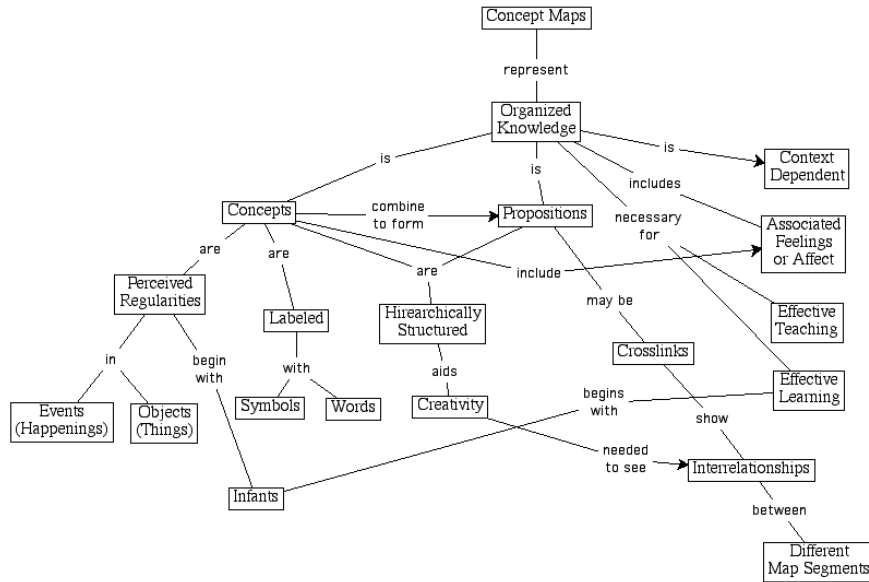 Concept Maps
represent
Organized
Knowledge
is
is
is
Context
Dependent
includes
Concepts
combine
to form
Propositions
necessary
for
Associated
Feelings
or Affect
are
are
are
include
Perceived
Regularities
Labeled
Hirearchically
Structured
may be
Effective
Teaching
in
begin
with
with
aids
Crosslinks
Events
(Happenings)
Objects
(Things)
Symbols
Words
Creativity
begins
with
Effective
Learning
show
needed
to see
Interrelationships
Infants
between
Different
Map Segments